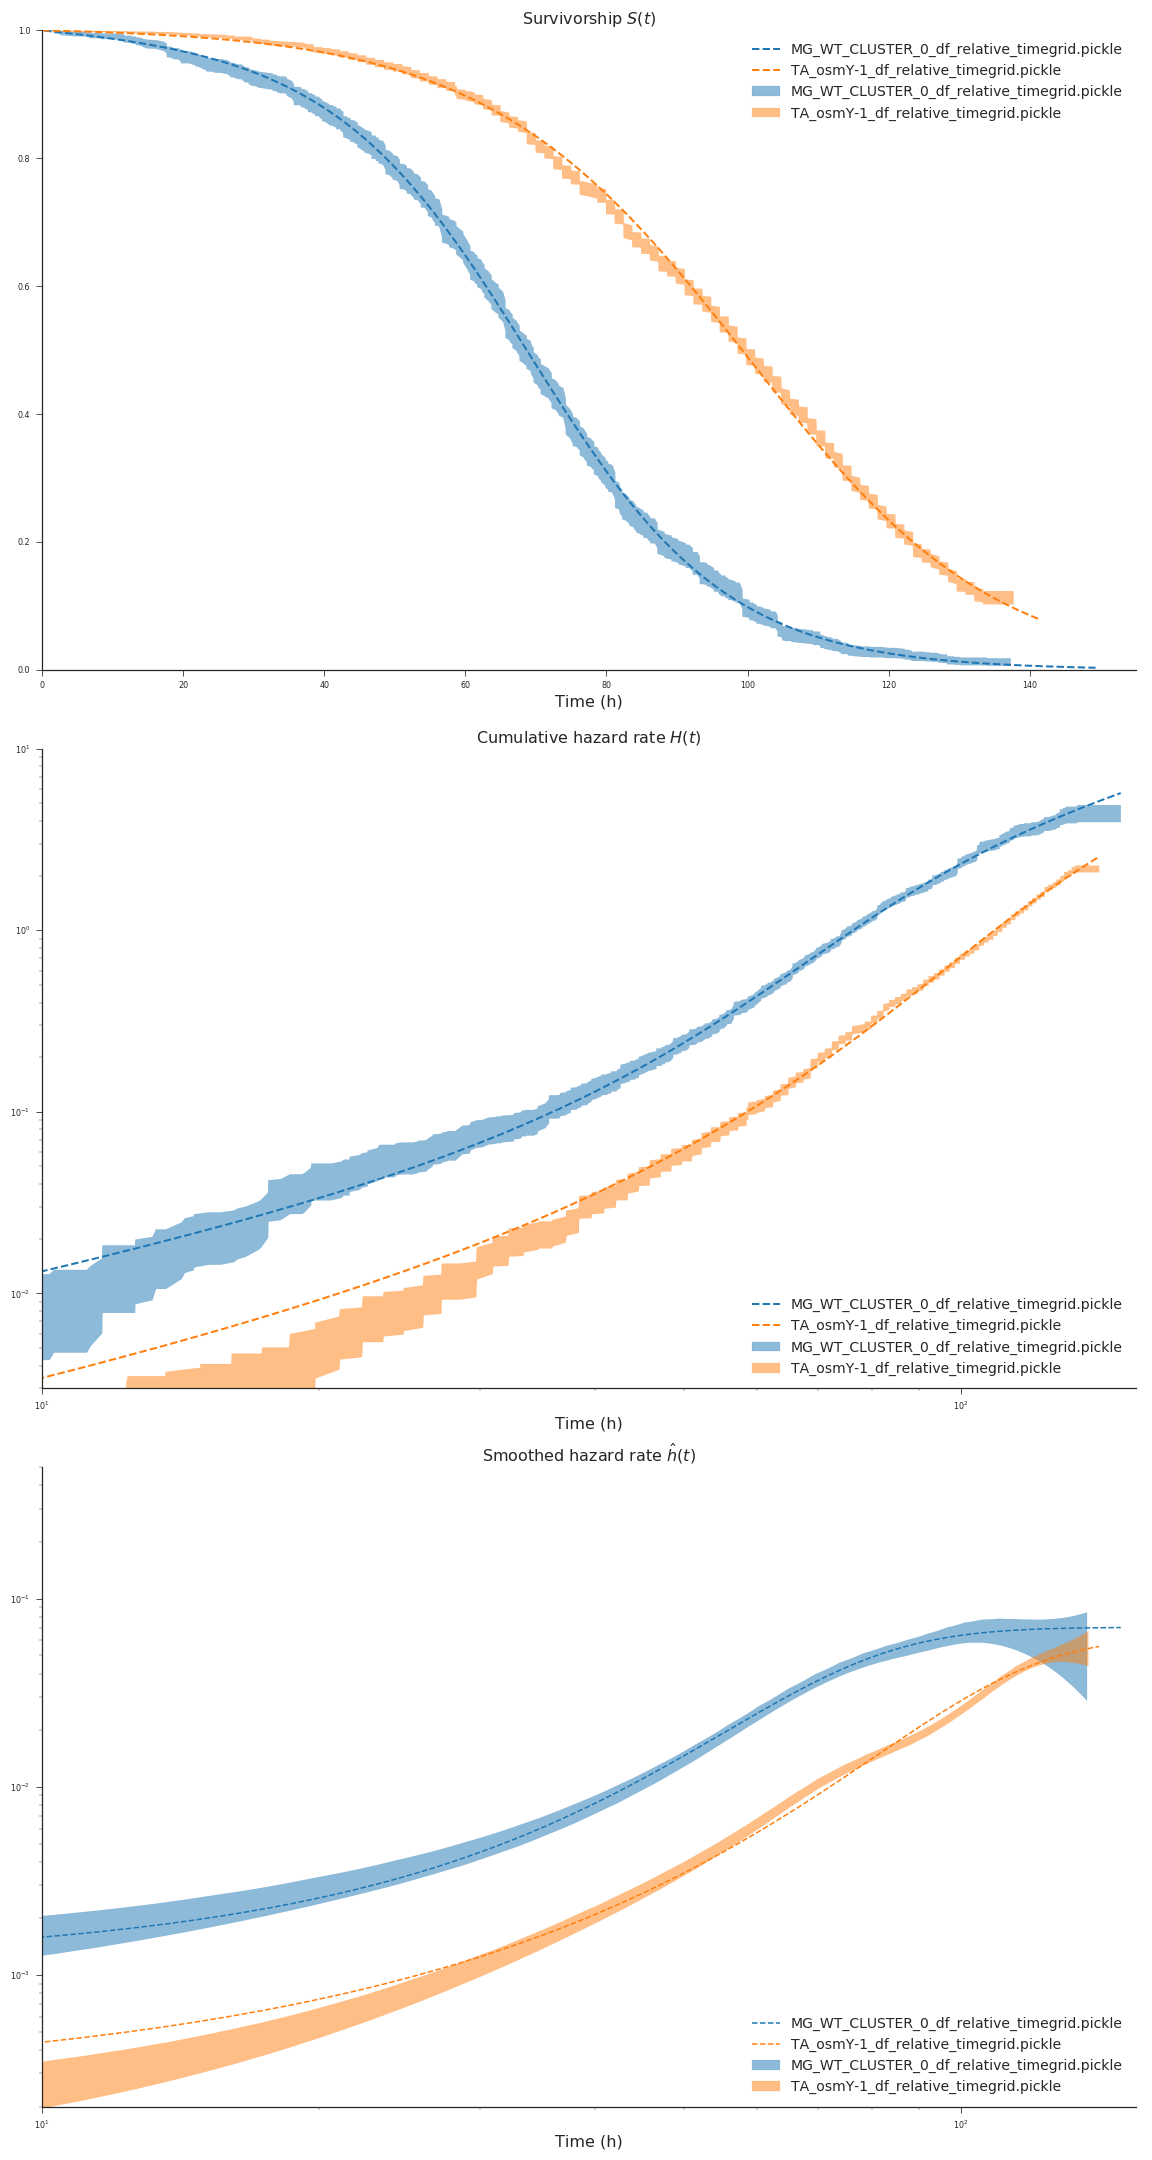 Survivorship S(t)
1.0
0.8
0.6
0.4
0.2
0.0
MG_WT_CLUSTER_0_df_relative_timegrid.pickle
TA_osmY-1_df_relative_timegrid.pickle
MG_WT_CLUSTER_0_df_relative_timegrid.pickle
TA_osmY-1_df_relative_timegrid.pickle
0 20 40 60 80 100 120 140
Time (h)
Cumulative hazard rate H(t)
10¹
10⁰
10⁻¹
10⁻²
MG_WT_CLUSTER_0_df_relative_timegrid.pickle
TA_osmY-1_df_relative_timegrid.pickle
MG_WT_CLUSTER_0_df_relative_timegrid.pickle
TA_osmY-1_df_relative_timegrid.pickle
10¹ 10²
Time (h)
Smoothed hazard rate ĥ(t)
10⁻¹
10⁻²
10⁻³
MG_WT_CLUSTER_0_df_relative_timegrid.pickle
TA_osmY-1_df_relative_timegrid.pickle
MG_WT_CLUSTER_0_df_relative_timegrid.pickle
TA_osmY-1_df_relative_timegrid.pickle
10¹ 10²
Time (h)